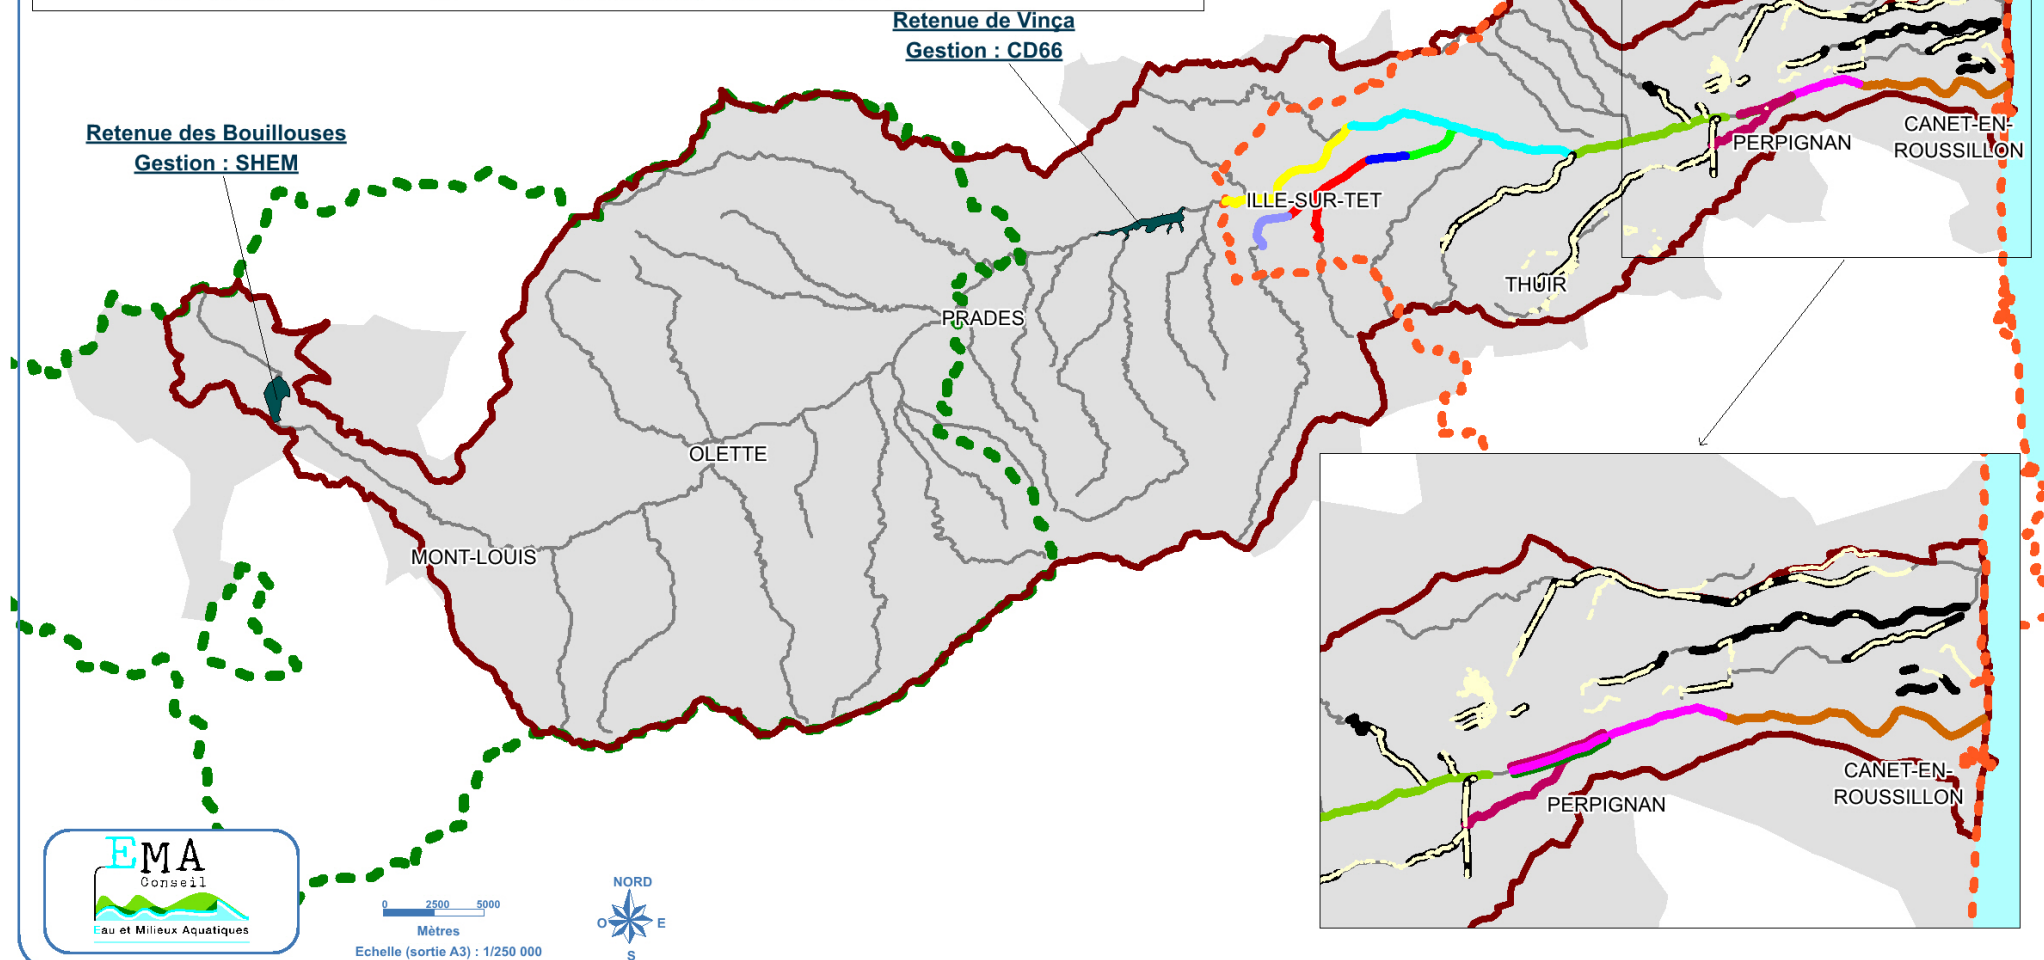 Retenue de Vinça
Gestion : CD66
Retenue des Bouillouses
Gestion : SHEM
CANET-EN-
ROUSSILLON
PERPIGNAN
ILLE-SUR-TET
THUIR
PRADES
OLETTE
MONT-LOUIS
CANET-EN-
ROUSSILLON
PERPIGNAN
EMA
Conseil
Eau et Milieux Aquatiques
0 2500 5000
Mètres
Echelle (sortie A3) : 1/250 000
NORD
O E
S